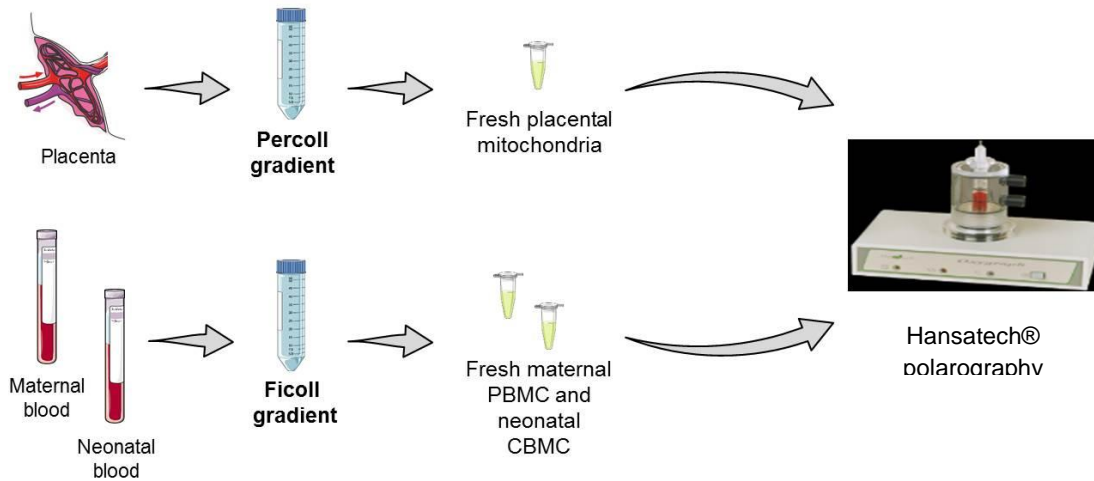 Placenta
Percoll
gradient
Fresh placental
mitochondria
Maternal
blood
Neonatal
blood
Ficoll
gradient
Fresh maternal
PBMC and
neonatal
CBMC
Oxygraph
Hansatech®
polarography